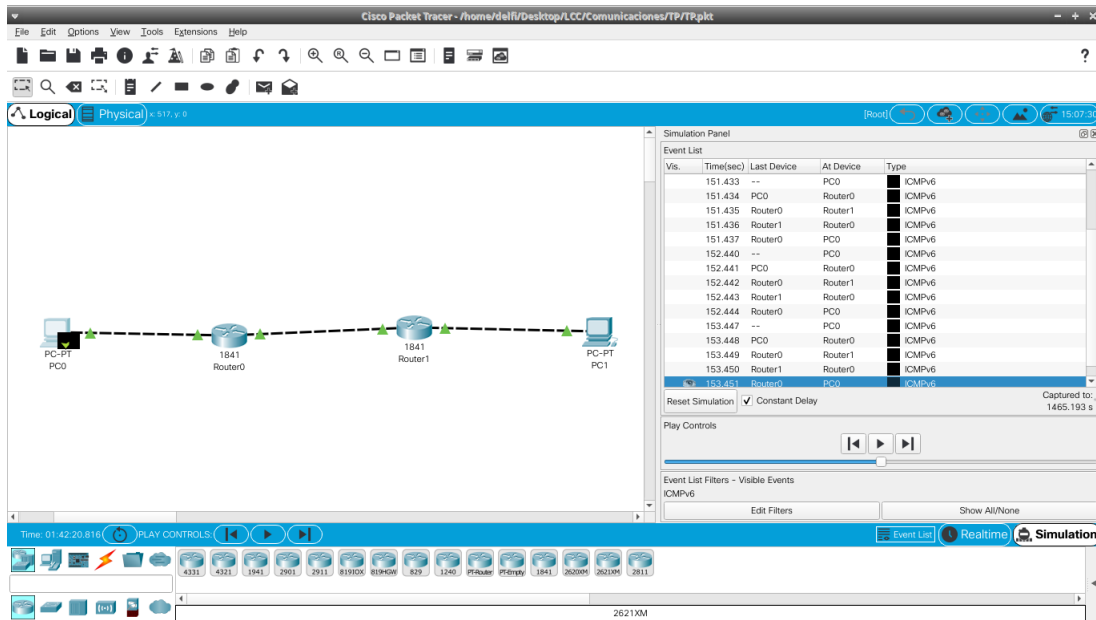 Cisco Packet Tracer - /home/delfi/Desktop/LCC/Comunicaciones/TP/TP.pkt
File Edit Options View Tools Extensions Help
?
Logical Physical x: 517, y: 0 [Root] 15:07:30
Simulation Panel
Event List
Vis. Time(sec) Last Device At Device Type
151.433 -- PC0 ICMPv6
151.434 PC0 Router0 ICMPv6
151.435 Router0 Router1 ICMPv6
151.436 Router1 Router0 ICMPv6
151.437 Router0 PC0 ICMPv6
152.440 -- PC0 ICMPv6
152.441 PC0 Router0 ICMPv6
152.442 Router0 Router1 ICMPv6
152.443 Router1 Router0 ICMPv6
152.444 Router0 PC0 ICMPv6
153.447 -- PC0 ICMPv6
153.448 PC0 Router0 ICMPv6
153.449 Router0 Router1 ICMPv6
153.450 Router1 Router0 ICMPv6
153.451 Router0 PC0 ICMPv6
PC-PT
PC0
1841
Router0
1841
Router1
PC-PT
PC1
Reset Simulation Constant Delay Captured to:
1465.193 s
Play Controls
Event List Filters - Visible Events
ICMPv6
Edit Filters Show All/None
Time: 01:42:20.816 PLAY CONTROLS: Event List Realtime Simulation
4331 4321 1941 2901 2911 819IOX 819HGW 829 1240 PT-Router PT-Empty 1841 2620XM 2621XM 2811
2621XM